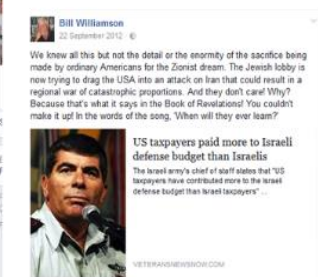 Bill Williamson
22 September 2012
We knew all this but not the detail or the enormity of the sacrifice being
made by ordinary Americans for the Zionist dream. The Jewish lobby is
now trying to drag the USA into an attack on Iran that could result in a
regional war of catastrophic proportions. And they don't care! Why?
Because that's what it says in the Book of Revelations! You couldn't
make it up! In the words of the song, 'When will they ever learn?'
US taxpayers paid more to Israeli
defense budget than Israelis
The Israeli army's chief of staff states that "US
taxpayers have contributed more to the Israeli
defense budget than Israeli taxpayers" ...
VETERANSNEWSNOW.COM